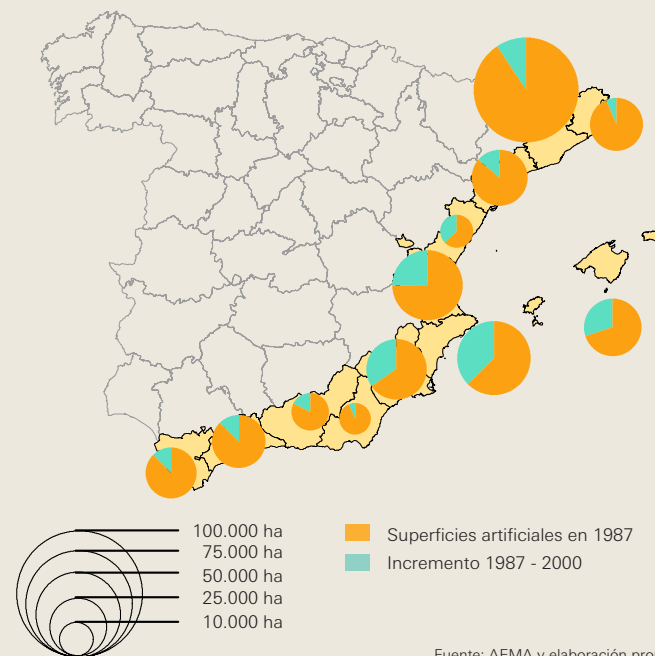 100.000 ha
75.000 ha
50.000 ha
25.000 ha
10.000 ha
Superficies artificiales en 1987
Incremento 1987 - 2000
Fuente: AEMA y elaboración